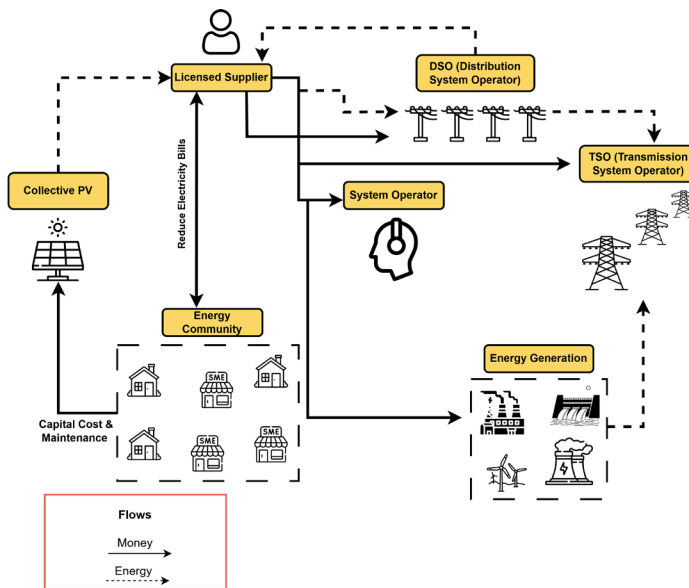 Licensed Supplier
DSO (Distribution
System Operator)
TSO (Transmission
System Operator)
Collective PV
Reduce Electricity Bills
System Operator
Energy
Community
Energy Generation
SME
SME
SME
Capital Cost &
Maintenance
Flows
Money
Energy